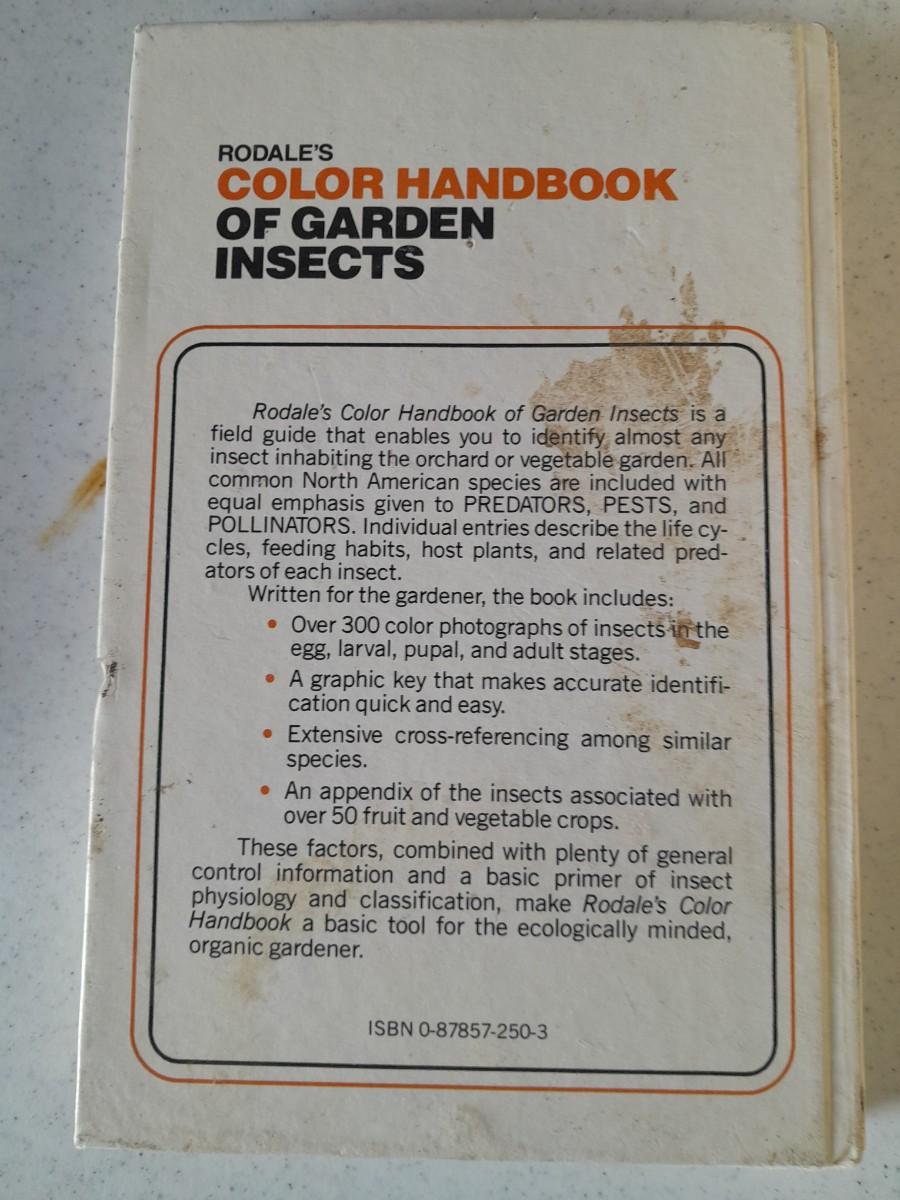 RODALE'S
COLOR HANDBOOK
OF GARDEN
INSECTS
Rodale's Color Handbook of Garden Insects is a
field guide that enables you to identify almost any
insect inhabiting the orchard or vegetable garden. All
common North American species are included with
equal emphasis given to PREDATORS, PESTS, and
POLLINATORS. Individual entries describe the life cy-
cles, feeding habits, host plants, and related pred-
ators of each insect.
Written for the gardener, the book includes:
• Over 300 color photographs of insects in the
egg, larval, pupal, and adult stages.
• A graphic key that makes accurate identifi-
cation quick and easy.
• Extensive cross-referencing among similar
species.
• An appendix of the insects associated with
over 50 fruit and vegetable crops.
These factors, combined with plenty of general
control information and a basic primer of insect
physiology and classification, make Rodale's Color
Handbook a basic tool for the ecologically minded,
organic gardener.
ISBN 0-87857-250-3